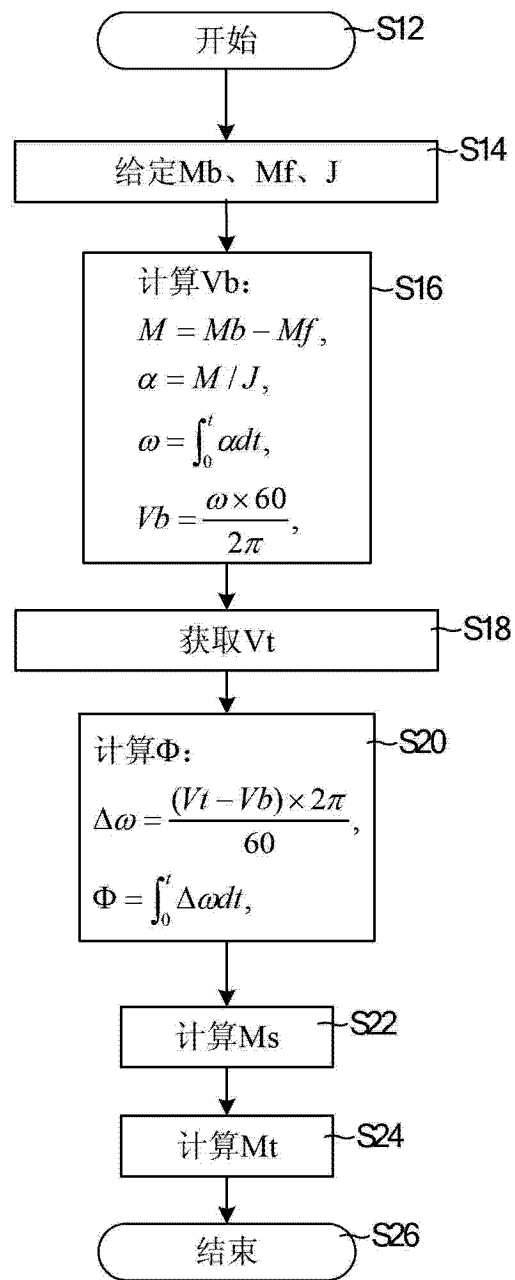 开始 S12
给定Mb、Mf、J S14
计算Vb： S16
M = Mb − Mf,
α = M / J,
ω = ∫₀ᵗ αdt,
Vb = (ω × 60) / 2π,
获取Vt S18
计算Φ： S20
Δω = (Vt − Vb) × 2π / 60,
Φ = ∫₀ᵗ Δωdt,
计算Ms S22
计算Mt S24
结束 S26